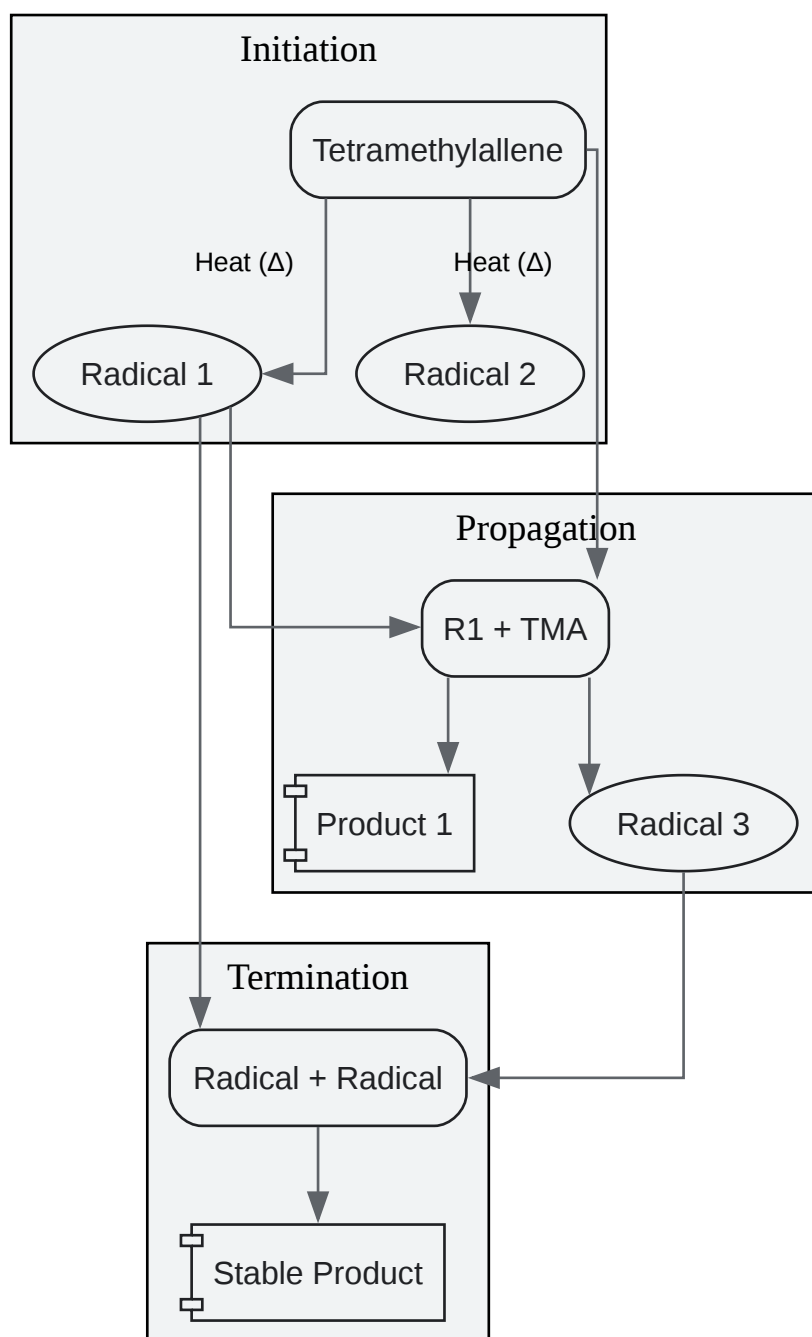 Initiation
Tetramethylallene
Heat (Δ)
Heat (Δ)
Radical 1
Radical 2
Propagation
R1 + TMA
Product 1
Radical 3
Termination
Radical + Radical
Stable Product